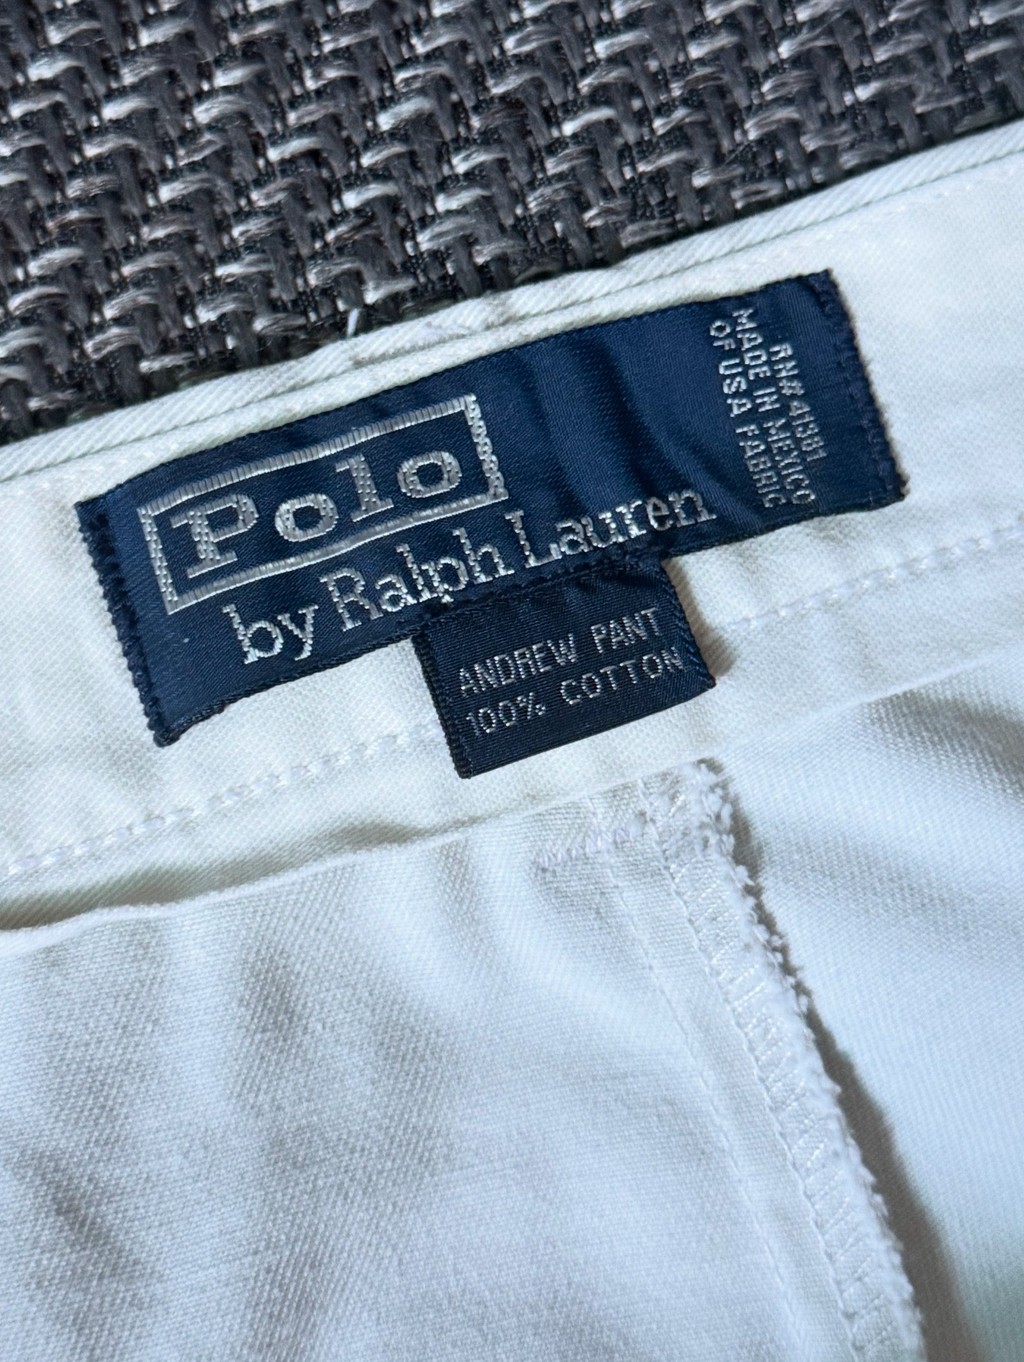 Polo
by Ralph Lauren
RN#41381
MADE IN MEXICO
OF USA FABRIC
ANDREW PANT
100% COTTON